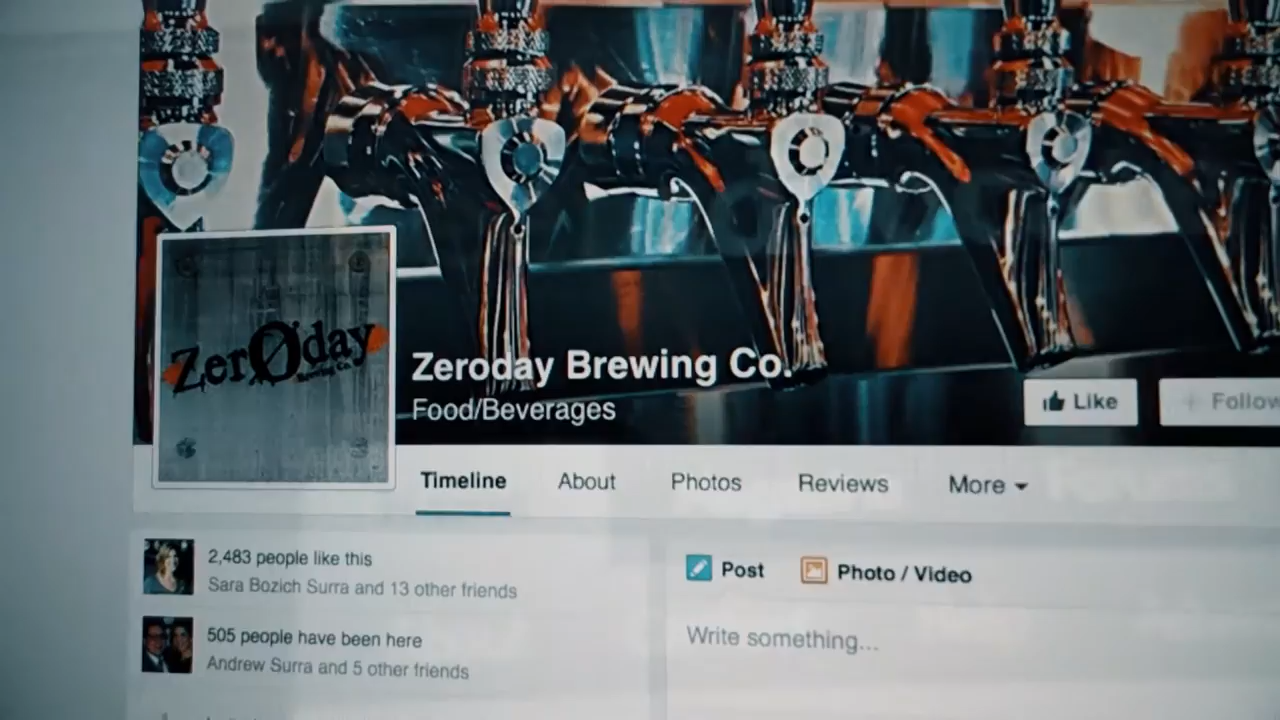 ZerOday
Zeroday Brewing Co.
Food/Beverages
Like
Follow
Timeline
About
Photos
Reviews
More
2,483 people like this
Sara Bozich Surra and 13 other friends
505 people have been here
Andrew Surra and 5 other friends
Post
Photo / Video
Write something...